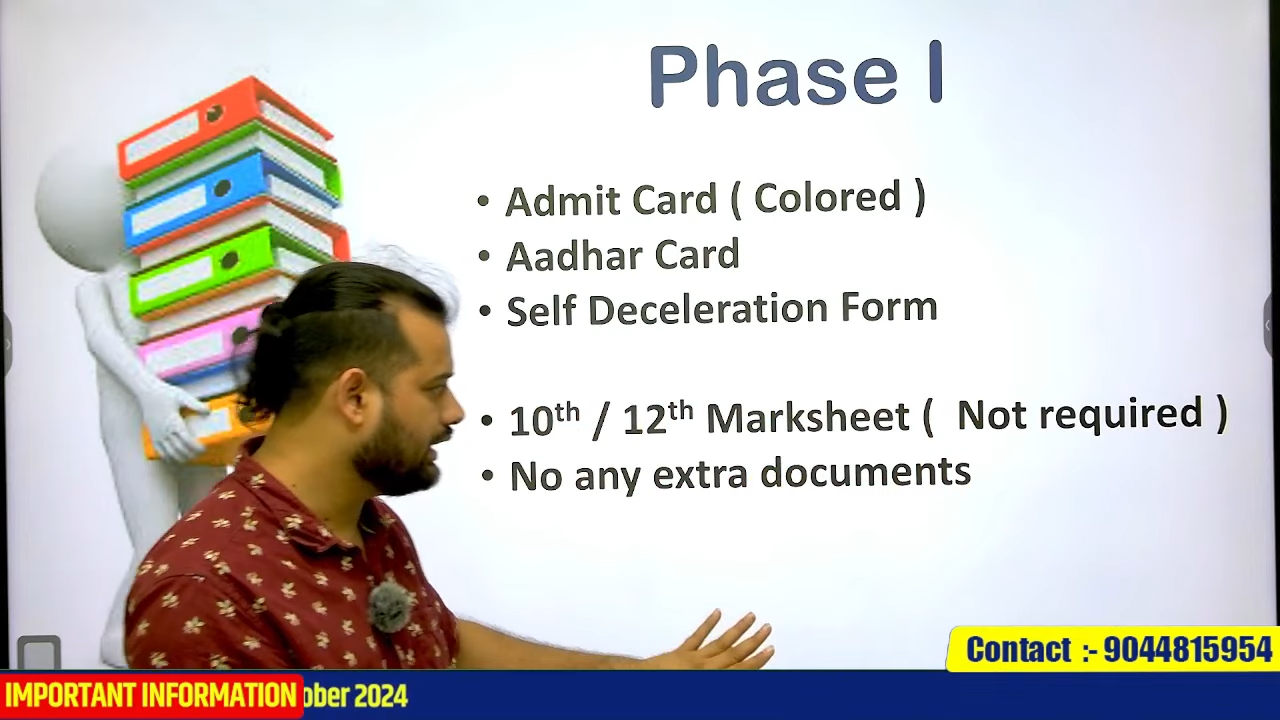 Phase I
• Admit Card ( Colored )
• Aadhar Card
• Self Deceleration Form
• 10th / 12th Marksheet ( Not required )
• No any extra documents
Contact :- 9044815954
IMPORTANT INFORMATION
ober 2024